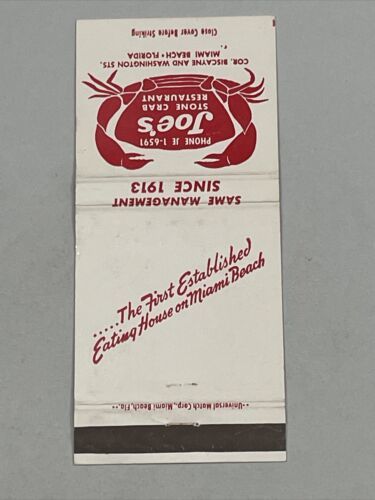 Close Cover Before Striking
COR. BISCAYNE AND WASHINGTON STS.
MIAMI BEACH • FLORIDA
PHONE JE 1-6591
Joe's
STONE CRAB
RESTAURANT
SAME MANAGEMENT
SINCE 1913
.....The First Established
Eating House on Miami Beach
••Universal Match Corp., Miami Beach, Fla.••